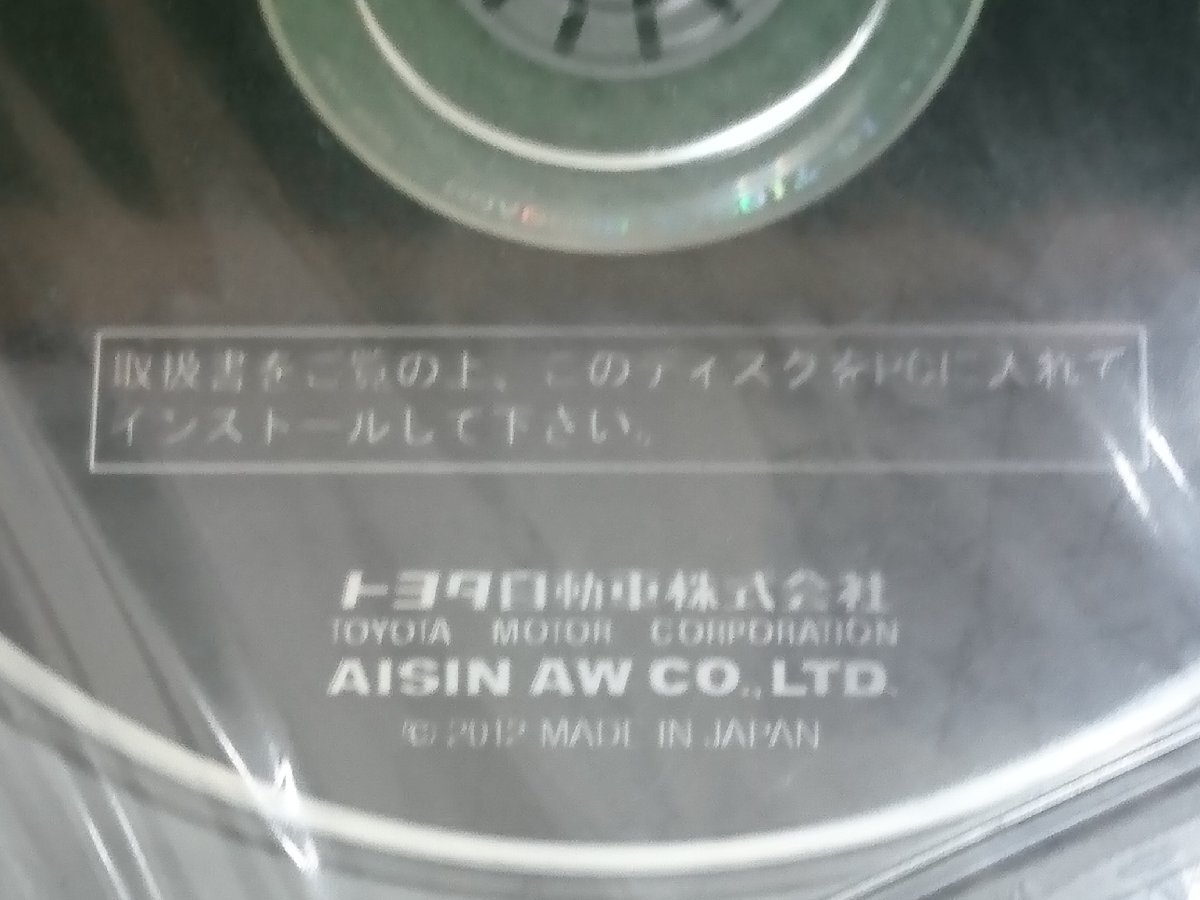 取扱書をご覧の上、このディスクをPCに入れて
インストールして下さい。
トヨタ自動車株式会社
TOYOTA MOTOR CORPORATION
AISIN AW CO., LTD.
© 2012 MADE IN JAPAN